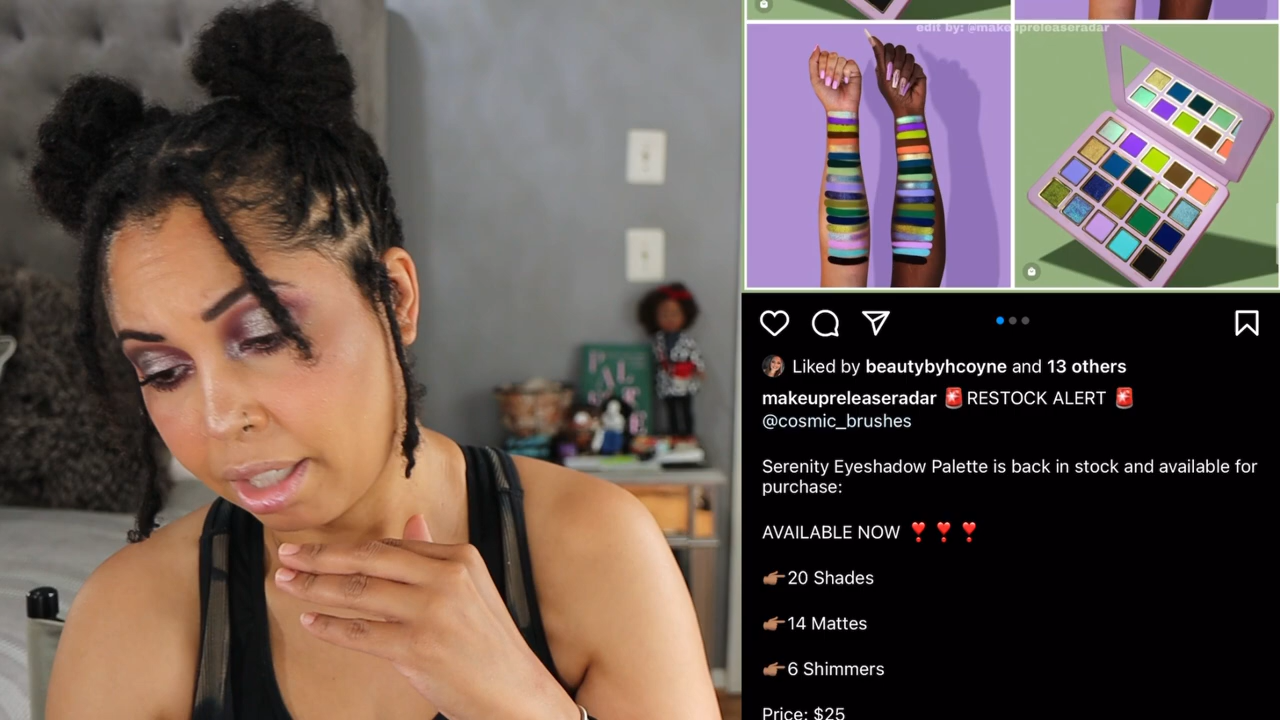 edit by: @makeupreleaseradar
Liked by beautybyhcoyne and 13 others
makeupreleaseradar 🚨RESTOCK ALERT 🚨
@cosmic_brushes
Serenity Eyeshadow Palette is back in stock and available for
purchase:
AVAILABLE NOW ❣️ ❣️ ❣️
👉🏽20 Shades
👉🏽14 Mattes
👉🏽6 Shimmers
Price: $25